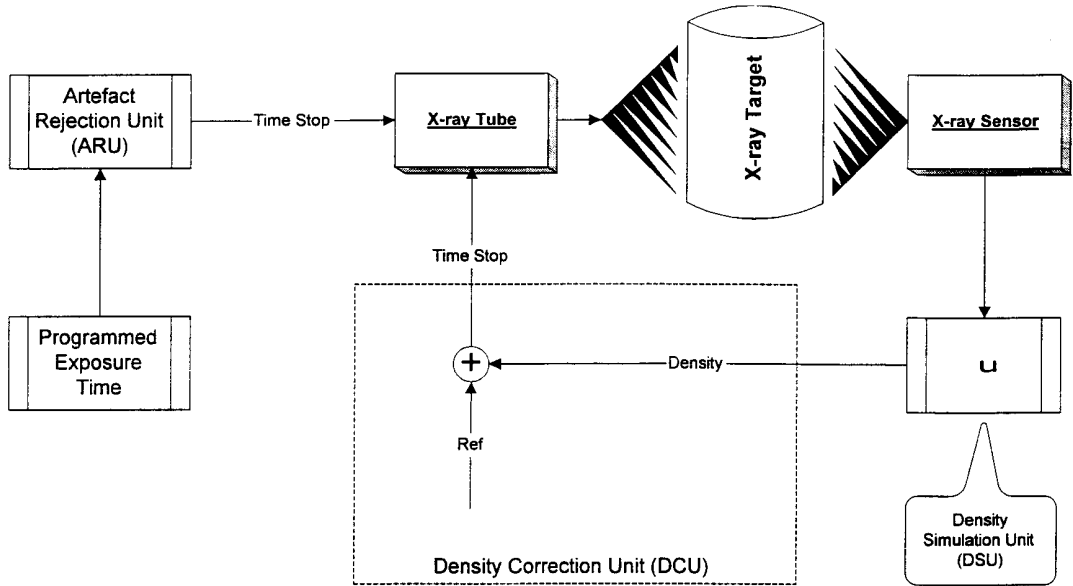 Artefact
Rejection Unit
(ARU)
Time Stop
X-ray Tube
X-ray Target
X-ray Sensor
Time Stop
Programmed
Exposure
Time
+
Density
u
Ref
Density
Simulation Unit
(DSU)
Density Correction Unit (DCU)